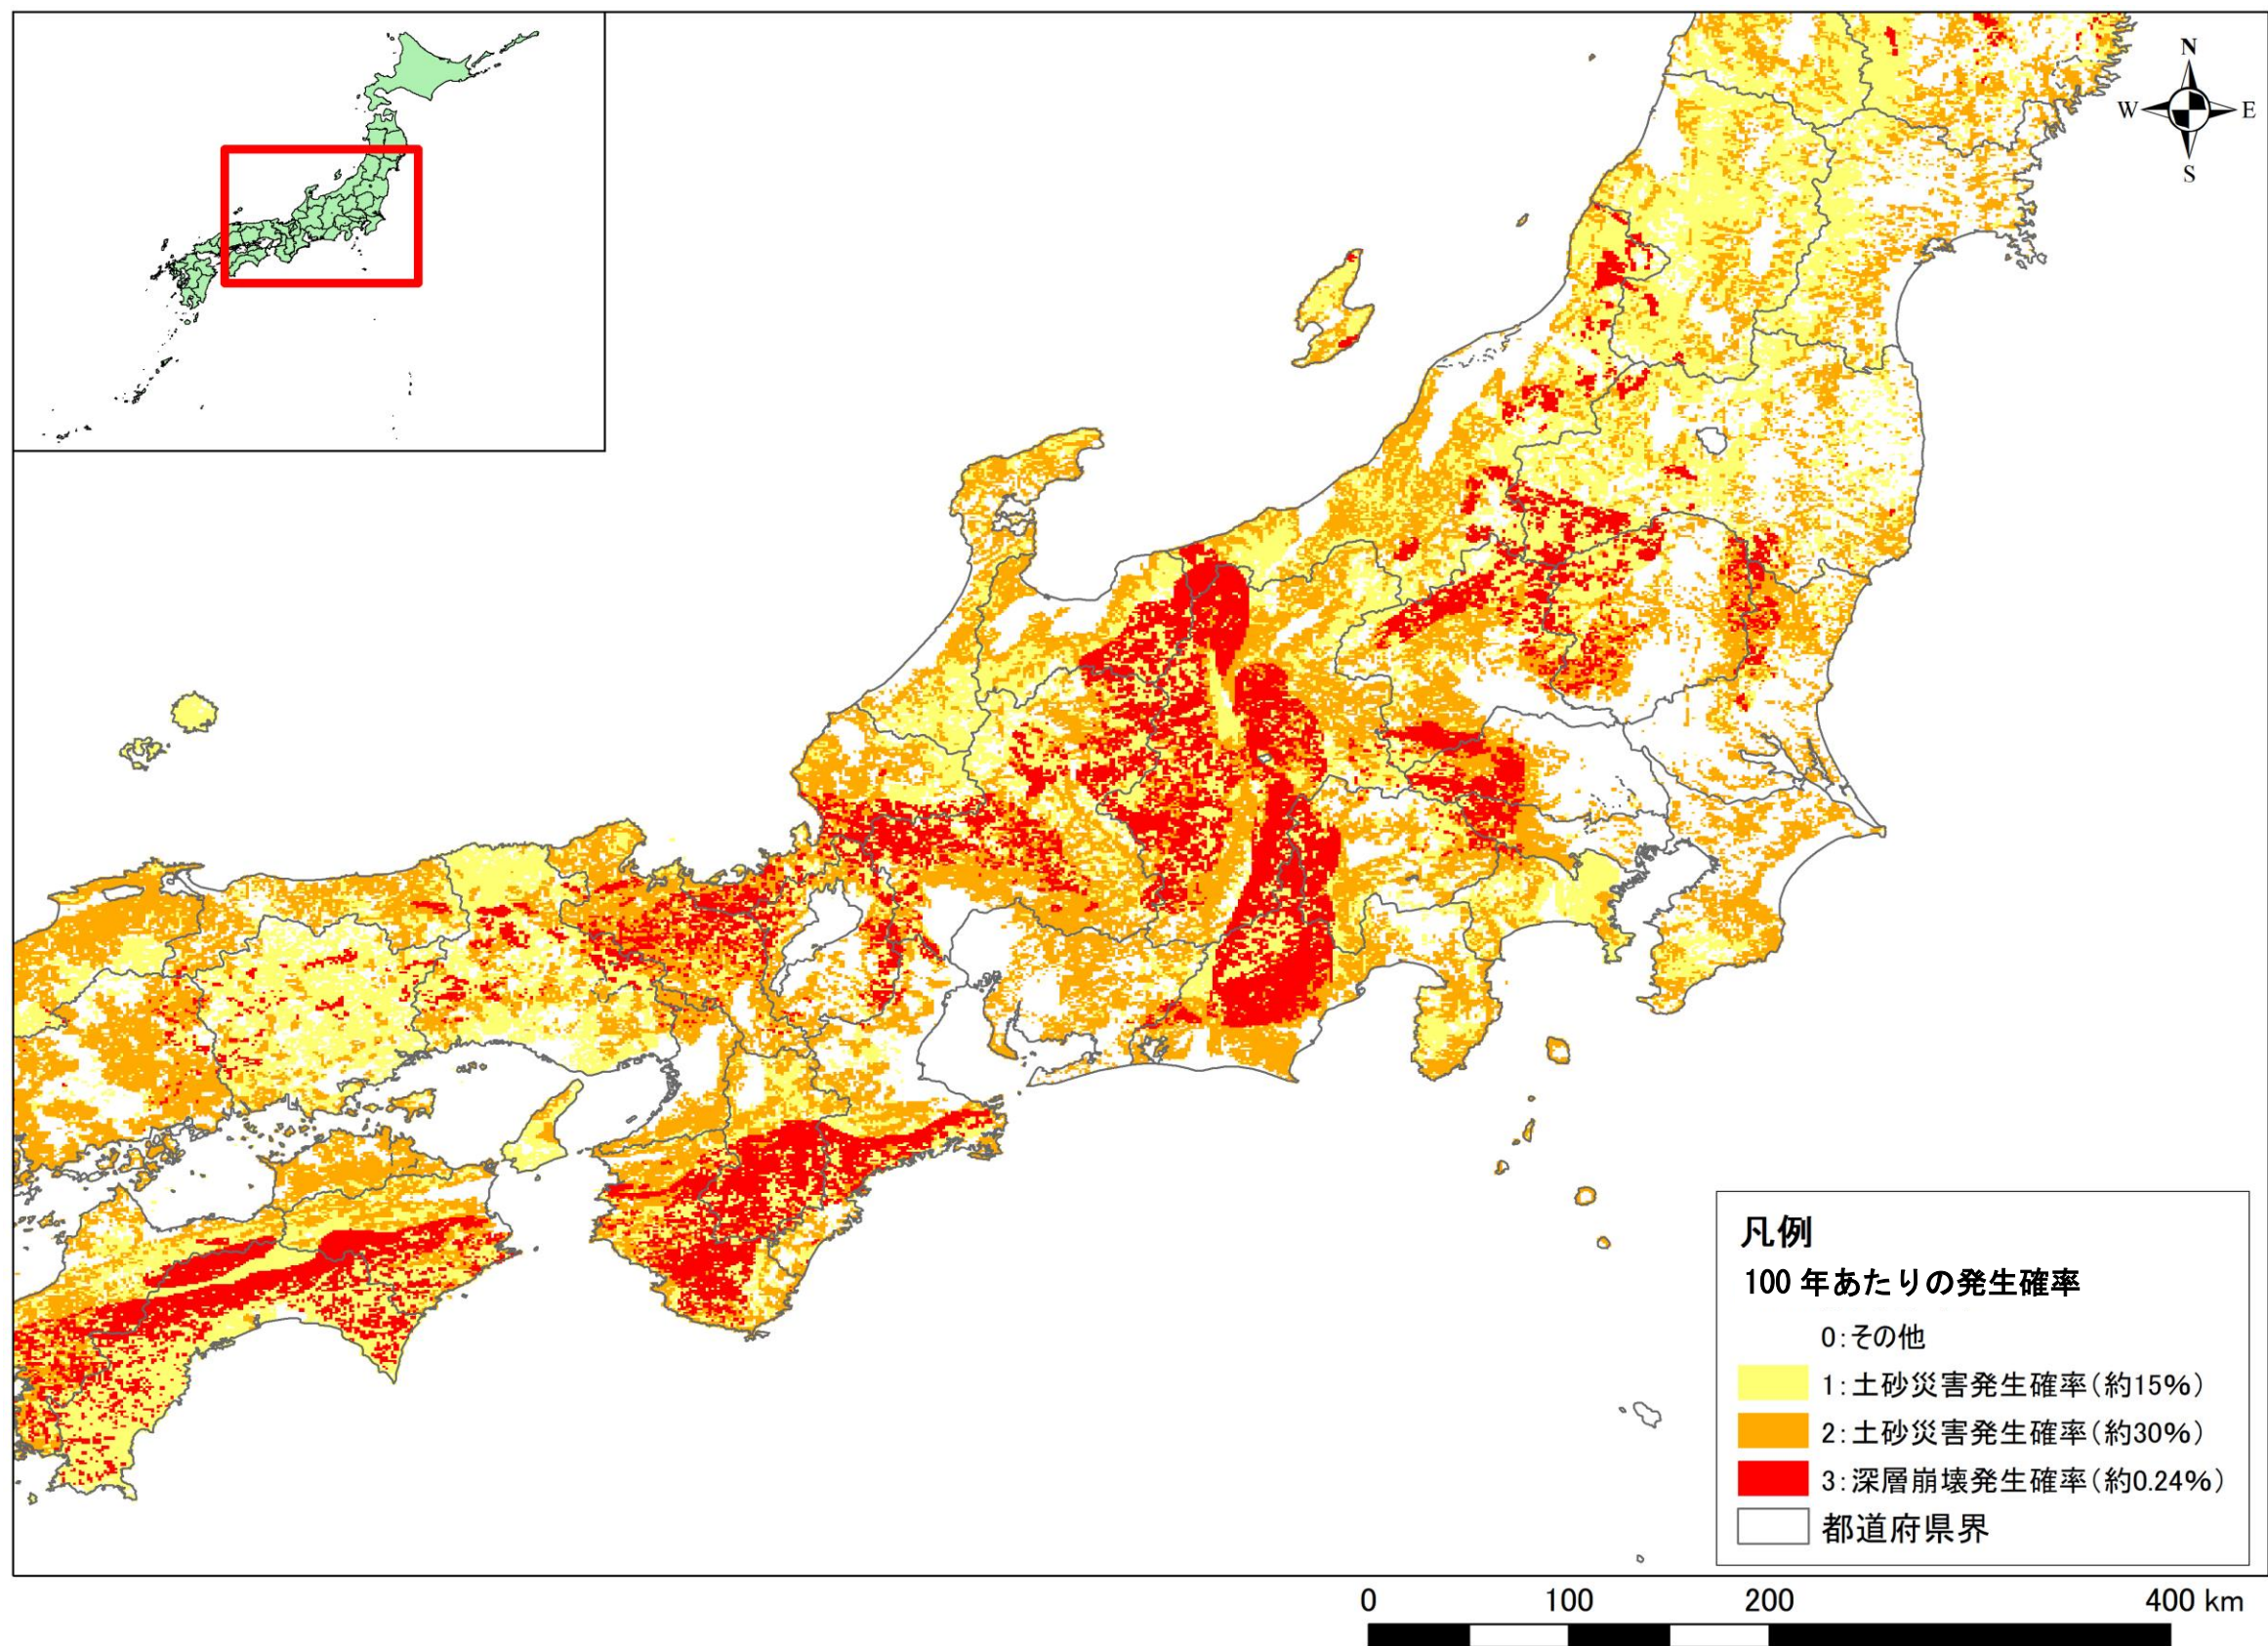 N
W E
S
凡例
100 年あたりの発生確率
0:その他
1:土砂災害発生確率(約15%)
2:土砂災害発生確率(約30%)
3:深層崩壊発生確率(約0.24%)
都道府県界
0 100 200 400 km